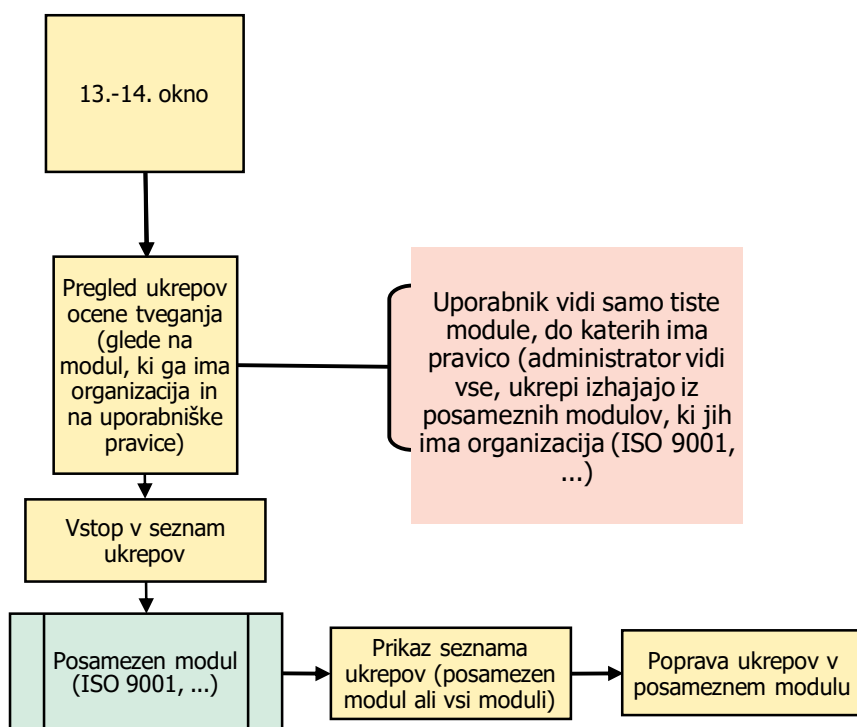 13.-14. okno
Pregled ukrepov
ocene tveganja
(glede na
modul, ki ga ima
organizacija in
na uporabniške
pravice)
Uporabnik vidi samo tiste
module, do katerih ima
pravico (administrator vidi
vse, ukrepi izhajajo iz
posameznih modulov, ki jih
ima organizacija (ISO 9001,
...)
Vstop v seznam
ukrepov
Posamezen modul
(ISO 9001, ...)
Prikaz seznama
ukrepov (posamezen
modul ali vsi moduli)
Poprava ukrepov v
posameznem modulu